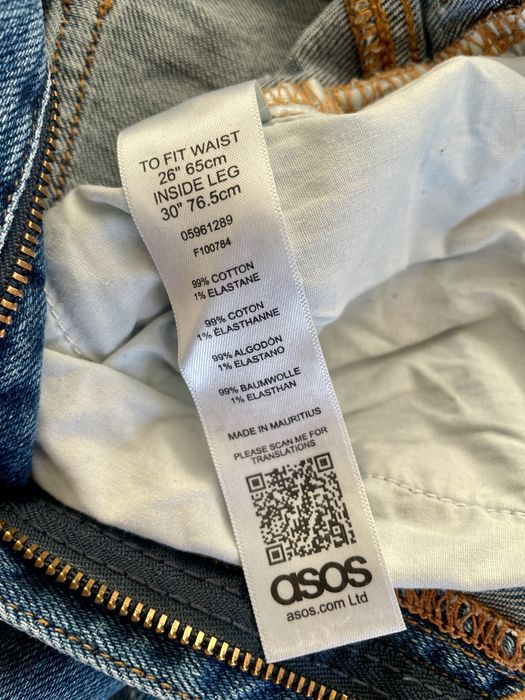 TO FIT WAIST
26" 65cm
INSIDE LEG
30" 76.5cm
05961289
F100784
99% COTTON
1% ELASTANE
99% COTON
1% ÉLASTHANNE
99% ALGODÓN
1% ELASTANO
99% BAUMWOLLE
1% ELASTHAN
MADE IN MAURITIUS
PLEASE SCAN ME FOR
TRANSLATIONS
asos
asos.com Ltd